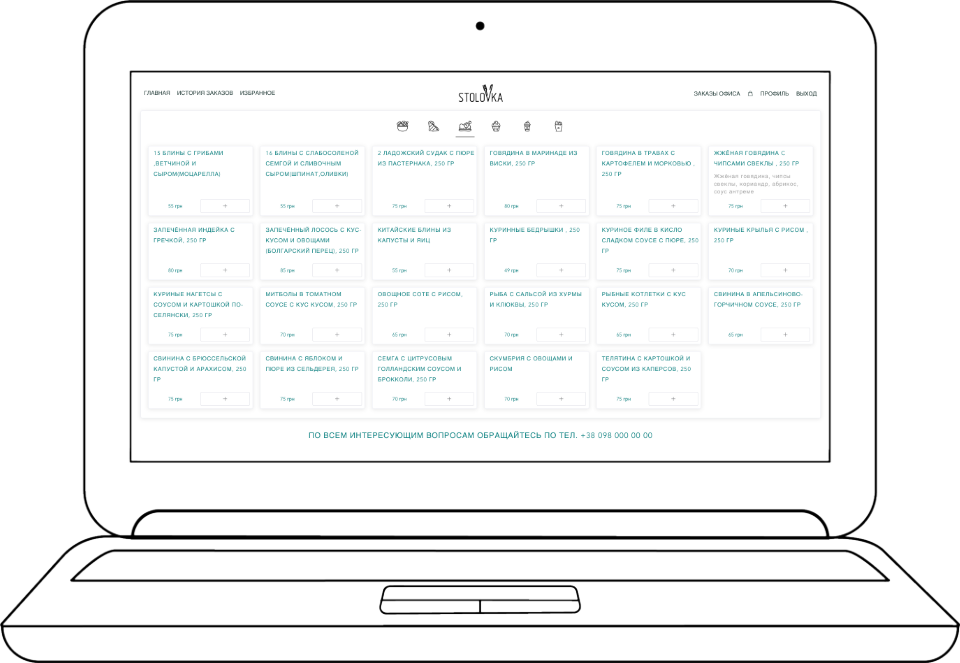 ГЛАВНАЯ ИСТОРИЯ ЗАКАЗОВ ИЗБРАННОЕ
STOLOVKA
ЗАКАЗЫ ОФИСА ПРОФИЛЬ ВЫХОД
15 БЛИНЫ С ГРИБАМИ
,ВЕТЧИНОЙ И
СЫРОМ(МОЦАРЕЛЛА)
55 грн +
16 БЛИНЫ С СЛАБОСОЛЕНОЙ
СЕМГОЙ И СЛИВОЧНЫМ
СЫРОМ(ШПИНАТ,ОЛИВКИ)
55 грн +
2 ЛАДОЖСКИЙ СУДАК С ПЮРЕ
ИЗ ПАСТЕРНАКА, 250 ГР
75 грн +
ГОВЯДИНА В МАРИНАДЕ ИЗ
ВИСКИ, 250 ГР
80 грн +
ГОВЯДИНА В ТРАВАХ С
КАРТОФЕЛЕМ И МОРКОВЬЮ ,
250 ГР
75 грн +
ЖЖЁНАЯ ГОВЯДИНА С
ЧИПСАМИ СВЕКЛЫ , 250 ГР
Жжёная говядина, чипсы
свеклы, кориандр, абрикос,
соус антреме
75 грн +
ЗАПЕЧЁННАЯ ИНДЕЙКА С
ГРЕЧКОЙ, 250 ГР
80 грн +
ЗАПЕЧЁННЫЙ ЛОСОСЬ С КУС-
КУСОМ И ОВОЩАМИ
(БОЛГАРСКИЙ ПЕРЕЦ), 250 ГР
85 грн +
КИТАЙСКИЕ БЛИНЫ ИЗ
КАПУСТЫ И ЯИЦ
55 грн +
КУРИННЫЕ БЕДРЫШКИ , 250
ГР
69 грн +
КУРИНОЕ ФИЛЕ В КИСЛО
СЛАДКОМ СОУСЕ С ПЮРЕ, 250
ГР
75 грн +
КУРИНЫЕ КРЫЛЬЯ С РИСОМ ,
250 ГР
70 грн +
КУРИНЫЕ НАГЕТСЫ С
СОУСОМ И КАРТОШКОЙ ПО-
СЕЛЯНСКИ, 250 ГР
75 грн +
МИТБОЛЫ В ТОМАТНОМ
СОУСЕ С КУС КУСОМ, 250 ГР
70 грн +
ОВОЩНОЕ СОТЕ С РИСОМ,
250 ГР
65 грн +
РЫБА С САЛЬСОЙ ИЗ ХУРМЫ
И КЛЮКВЫ, 250 ГР
70 грн +
РЫБНЫЕ КОТЛЕТКИ С КУС
КУСОМ, 250 ГР
65 грн +
СВИНИНА В АПЕЛЬСИНОВО-
ГОРЧИЧНОМ СОУСЕ, 250 ГР
65 грн +
СВИНИНА С БРЮССЕЛЬСКОЙ
КАПУСТОЙ И АРАХИСОМ, 250
ГР
75 грн +
СВИНИНА С ЯБЛОКОМ И
ПЮРЕ ИЗ СЕЛЬДЕРЕЯ, 250 ГР
75 грн +
СЕМГА С ЦИТРУСОВЫМ
ГОЛЛАНДСКИМ СОУСОМ И
БРОККОЛИ, 250 ГР
70 грн +
СКУМБРИЯ С ОВОЩАМИ И
РИСОМ
70 грн +
ТЕЛЯТИНА С КАРТОШКОЙ И
СОУСОМ ИЗ КАПЕРСОВ, 250
ГР
75 грн +
ПО ВСЕМ ИНТЕРЕСУЮЩИМ ВОПРОСАМ ОБРАЩАЙТЕСЬ ПО ТЕЛ. +38 098 000 00 00